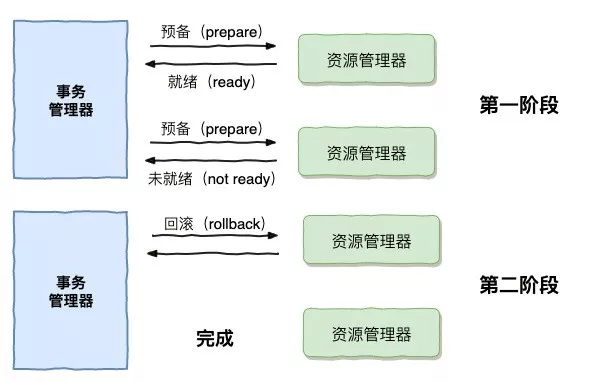 预备（prepare）
资源管理器
就绪（ready）
事务
管理器
第一阶段
预备（prepare）
资源管理器
未就绪（not ready）
回滚（rollback）
资源管理器
事务
管理器
第二阶段
完成
资源管理器